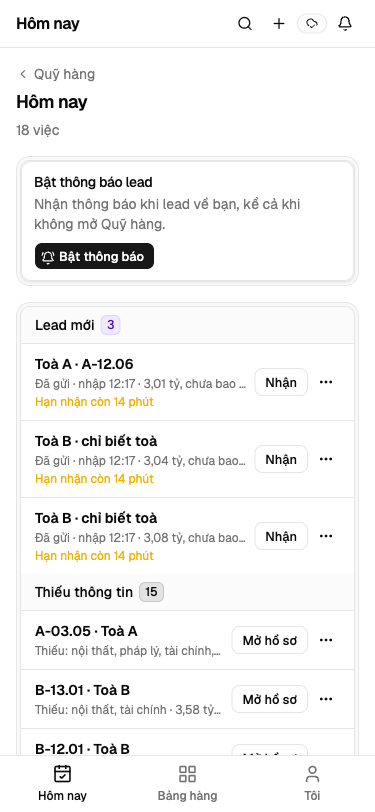 Hôm nay
Quỹ hàng
Hôm nay
18 việc
Bật thông báo lead
Nhận thông báo khi lead về bạn, kể cả khi
không mở Quỹ hàng.
Bật thông báo
Lead mới 3
Toà A · A-12.06
Đã gửi · nhập 12:17 · 3,01 tỷ, chưa bao ...
Hạn nhận còn 14 phút
Nhận
Toà B · chỉ biết toà
Đã gửi · nhập 12:17 · 3,04 tỷ, chưa bao...
Hạn nhận còn 14 phút
Nhận
Toà B · chỉ biết toà
Đã gửi · nhập 12:17 · 3,08 tỷ, chưa bao...
Hạn nhận còn 14 phút
Nhận
Thiếu thông tin 15
A-03.05 · Toà A
Thiếu: nội thất, pháp lý, tài chính,...
Mở hồ sơ
B-13.01 · Toà B
Thiếu: nội thất, tài chính · 3,58 tỷ...
Mở hồ sơ
B-12.01 · Toà B
Hôm nay
Bảng hàng
Tôi